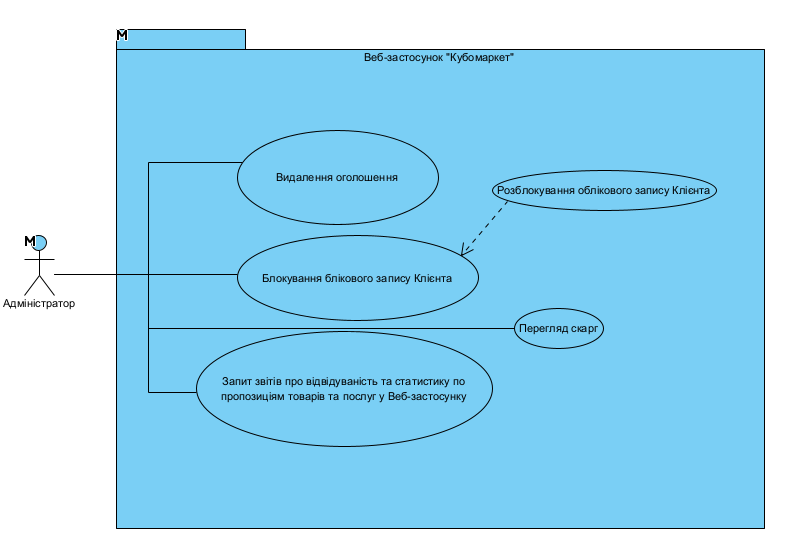 M
Веб-застосунок "Кубомаркет"
Видалення оголошення
Розблокування облікового запису Клієнта
M
Блокування блікового запису Клієнта
Адміністратор
Перегляд скарг
Запит звітів про відвідуваність та статистику по
пропозиціям товарів та послуг у Веб-застосунку